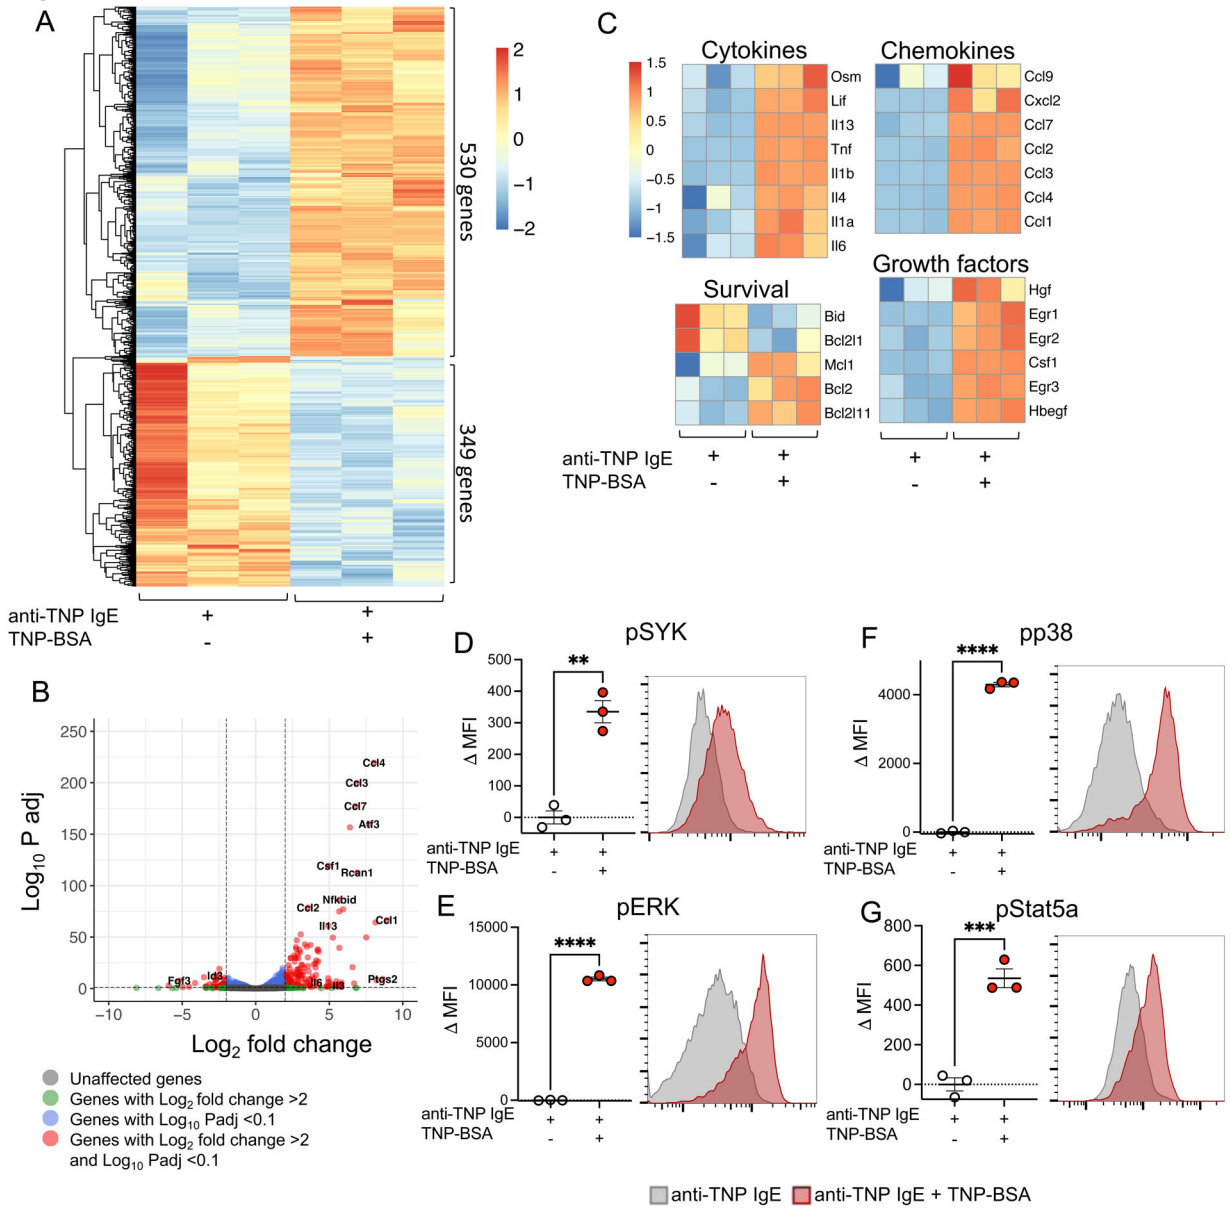 A
530 genes
349 genes
2
1
0
−1
−2
anti-TNP IgE + +
TNP-BSA - +
C
1.5
1
0.5
0
−0.5
−1
−1.5
Cytokines
Osm
Lif
Il13
Tnf
Il1b
Il4
Il1a
Il6
Chemokines
Ccl9
Cxcl2
Ccl7
Ccl2
Ccl3
Ccl4
Ccl1
Survival
Bid
Bcl2l1
Mcl1
Bcl2
Bcl2l11
Growth factors
Hgf
Egr1
Egr2
Csf1
Egr3
Hbegf
anti-TNP IgE + + + +
TNP-BSA - + - +
B
Log10 P adj
250
200
150
100
50
0
Ccl4
Ccl3
Ccl7
Atf3
Csf1
Rcan1
Nfkbid
Ccl2
Ccl1
Il13
Fgf3
Id3
Il6
Il3
Ptgs2
−10 −5 0 5 10
Log2 fold change
Unaffected genes
Genes with Log2 fold change >2
Genes with Log10 Padj <0.1
Genes with Log2 fold change >2
and Log10 Padj <0.1
D
pSYK
**
Δ MFI
500
400
300
200
100
0
anti-TNP IgE + +
TNP-BSA - +
F
pp38
****
Δ MFI
4000
2000
0
anti-TNP IgE + +
TNP-BSA - +
E
pERK
****
Δ MFI
15000
10000
5000
0
anti-TNP IgE + +
TNP-BSA - +
G
pStat5a
***
Δ MFI
800
600
400
200
0
anti-TNP IgE + +
TNP-BSA - +
anti-TNP IgE
anti-TNP IgE + TNP-BSA